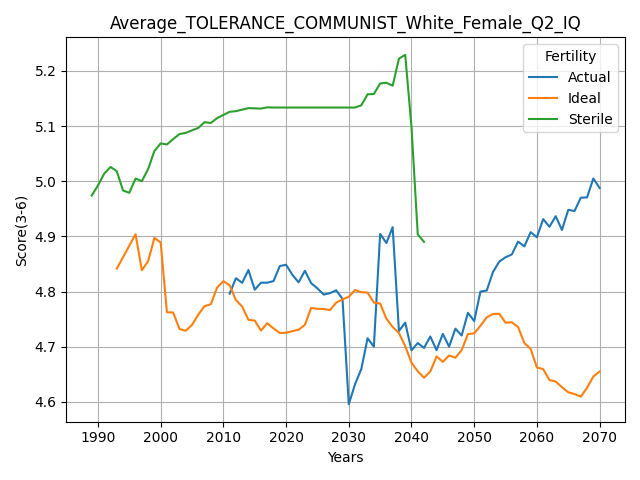 Average_TOLERANCE_COMMUNIST_White_Female_Q2_IQ
Fertility
Actual
Ideal
Sterile
Score(3-6)
5.2
5.1
5.0
4.9
4.8
4.7
4.6
1990 2000 2010 2020 2030 2040 2050 2060 2070
Years